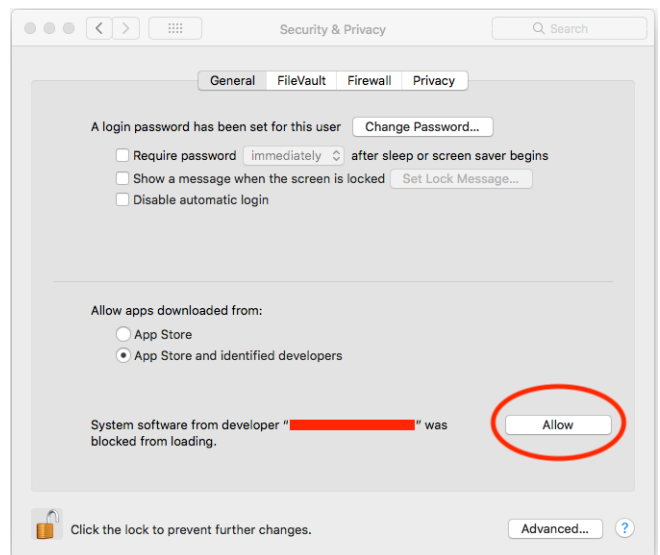 Security & Privacy
Search
General FileVault Firewall Privacy
A login password has been set for this user Change Password...
Require password immediately after sleep or screen saver begins
Show a message when the screen is locked Set Lock Message...
Disable automatic login
Allow apps downloaded from:
App Store
App Store and identified developers
System software from developer “ ” was
blocked from loading.
Allow
Click the lock to prevent further changes.
Advanced...
?